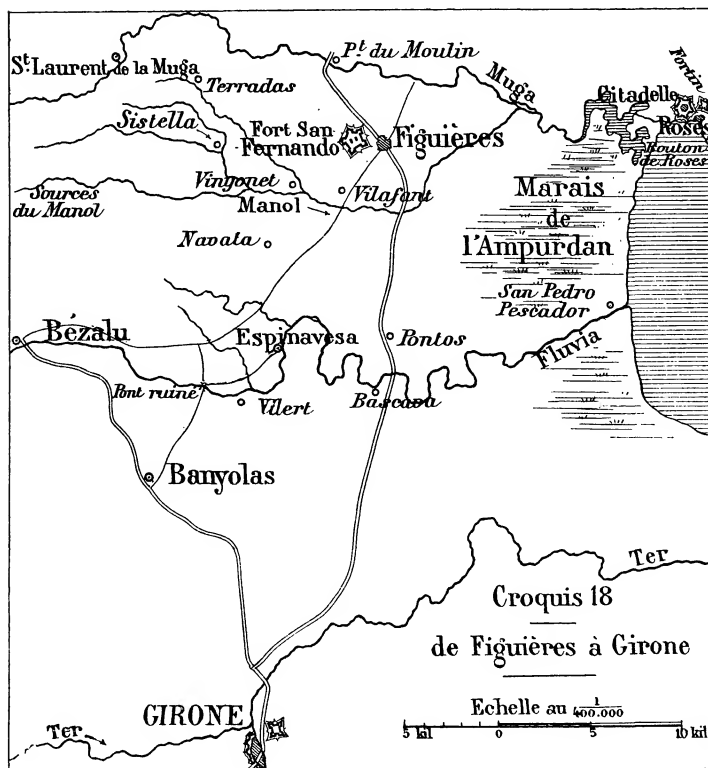 Pt. du Moulin
St. Laurent de la Muga
Terradas
Muga
Fortin
Citadelle
Roses
Bouton
de Roses
Sistella
Fort San
Fernando
Figuières
Vingonet
Vilafant
Sources
du Manol
Manol
Marais
de
l'Ampurdan
Navata
San Pedro
Pescador
Bézalu
Espinavesa
Pontos
Fluvia
Pont ruiné
Vilert
Bascara
Banyolas
Ter
Croquis 18
de Figuières à Girone
Echelle au 1/400.000
5 kil 0 5 10 kil
GIRONE
Ter